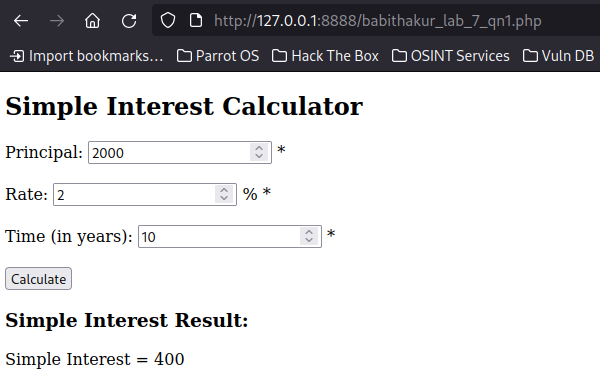 http://127.0.0.1:8888/babithakur_lab_7_qn1.php
Import bookmarks… Parrot OS Hack The Box OSINT Services Vuln DB
Simple Interest Calculator
Principal: 2000 *
Rate: 2 % *
Time (in years): 10 *
Calculate
Simple Interest Result:
Simple Interest = 400